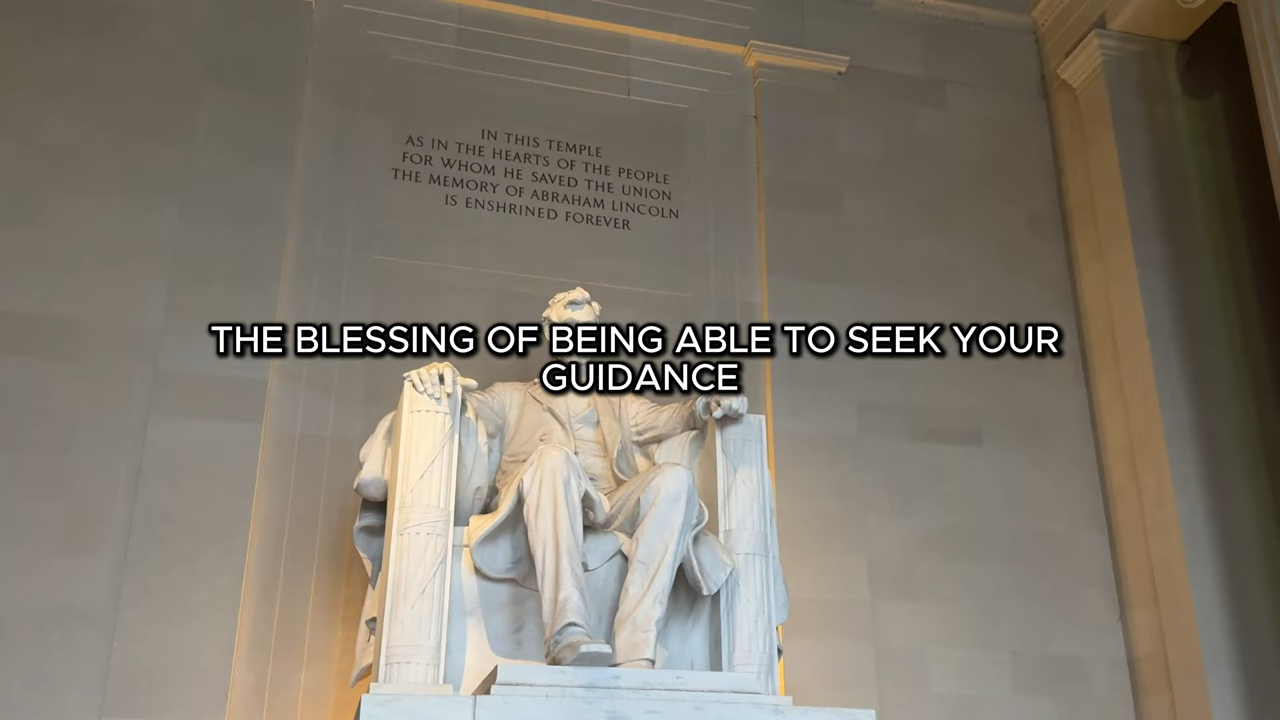 IN THIS TEMPLE
AS IN THE HEARTS OF THE PEOPLE
FOR WHOM HE SAVED THE UNION
THE MEMORY OF ABRAHAM LINCOLN
IS ENSHRINED FOREVER
THE BLESSING OF BEING ABLE TO SEEK YOUR
GUIDANCE